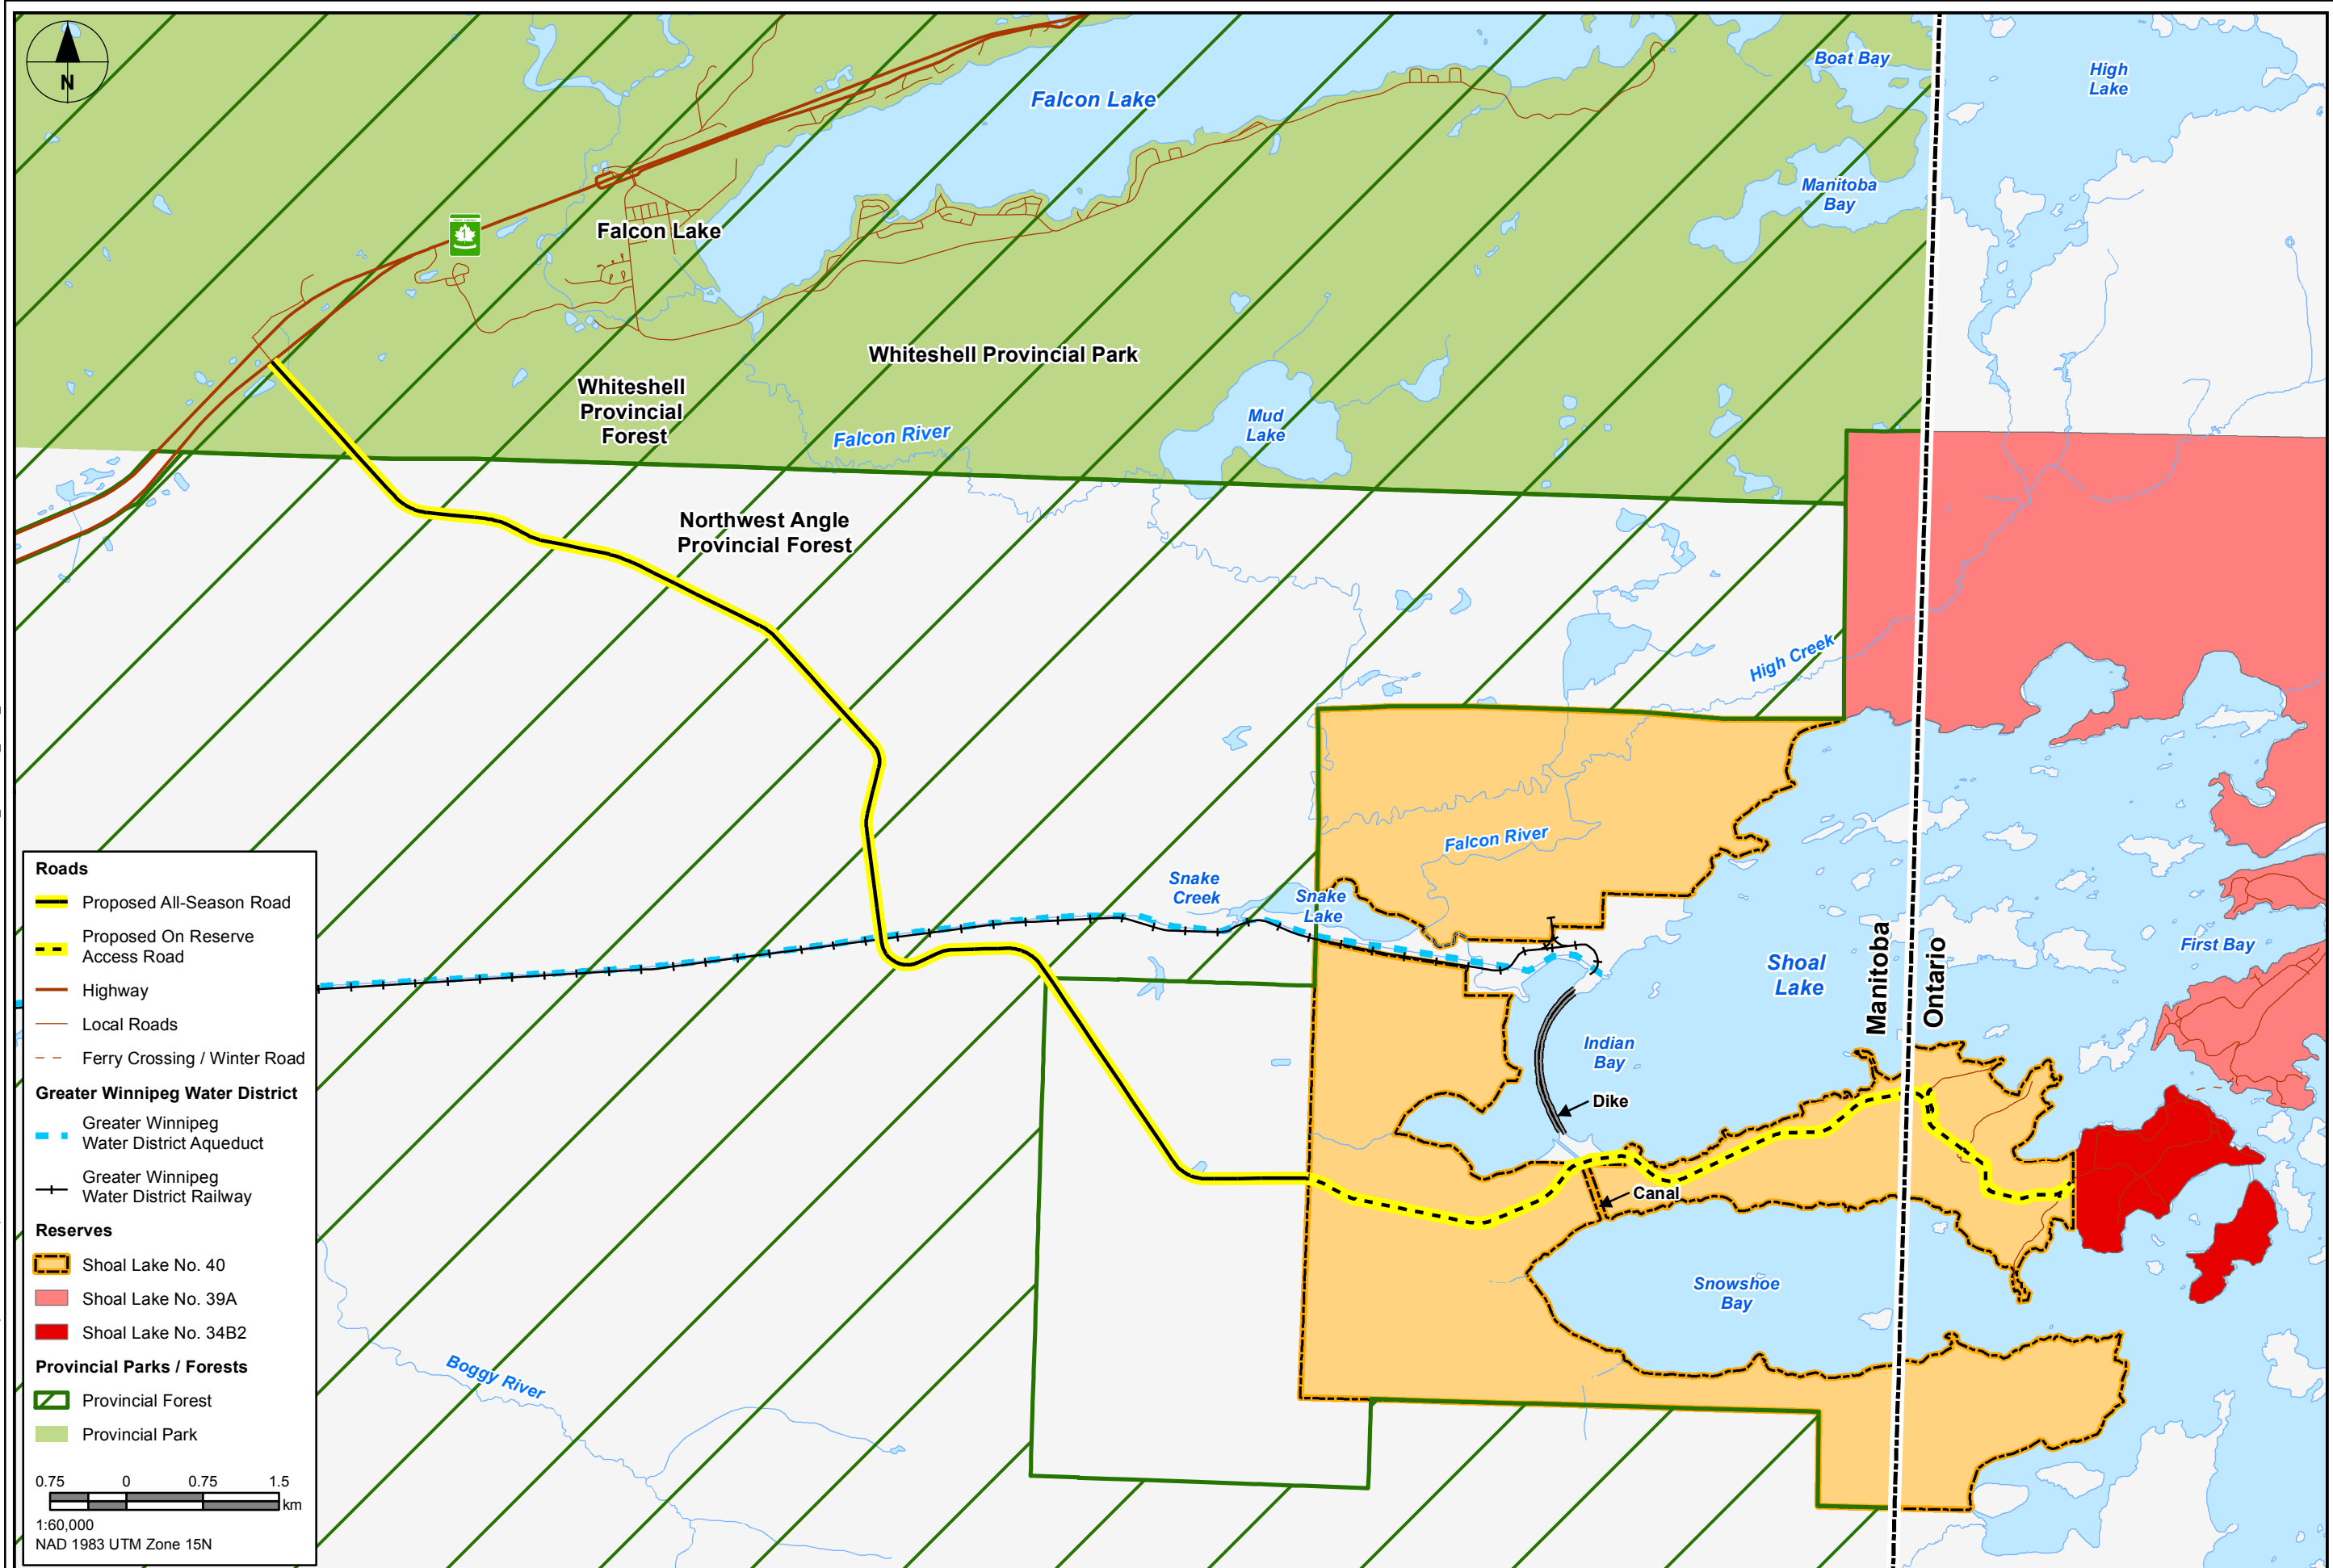 N
Boat Bay
High
Lake
Falcon Lake
Manitoba
Bay
1
Falcon Lake
Whiteshell Provincial Park
Whiteshell
Provincial
Forest
Mud
Lake
Falcon River
Northwest Angle
Provincial Forest
High Creek
Falcon River
Snake
Creek
Snake
Lake
Shoal
Lake
Manitoba
Ontario
First Bay
Indian
Bay
Dike
Canal
Snowshoe
Bay
Boggy River
Roads
Proposed All-Season Road
Proposed On Reserve
Access Road
Highway
Local Roads
Ferry Crossing / Winter Road
Greater Winnipeg Water District
Greater Winnipeg
Water District Aqueduct
Greater Winnipeg
Water District Railway
Reserves
Shoal Lake No. 40
Shoal Lake No. 39A
Shoal Lake No. 34B2
Provincial Parks / Forests
Provincial Forest
Provincial Park
0.75 0 0.75 1.5
km
1:60,000
NAD 1983 UTM Zone 15N